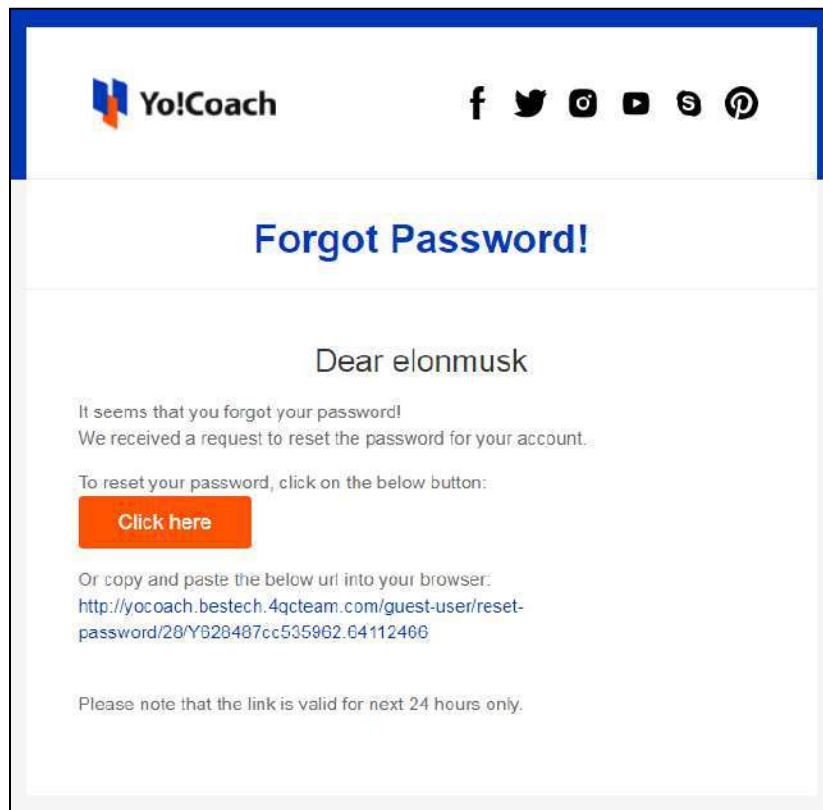 Yo!Coach
Forgot Password!
Dear elonmusk
It seems that you forgot your password!
We received a request to reset the password for your account.
To reset your password, click on the below button:
Click here
Or copy and paste the below url into your browser:
http://yocoach.bestech.4qcteam.com/guest-user/reset-
password/28/Y628487cc535962.64112466
Please note that the link is valid for next 24 hours only.